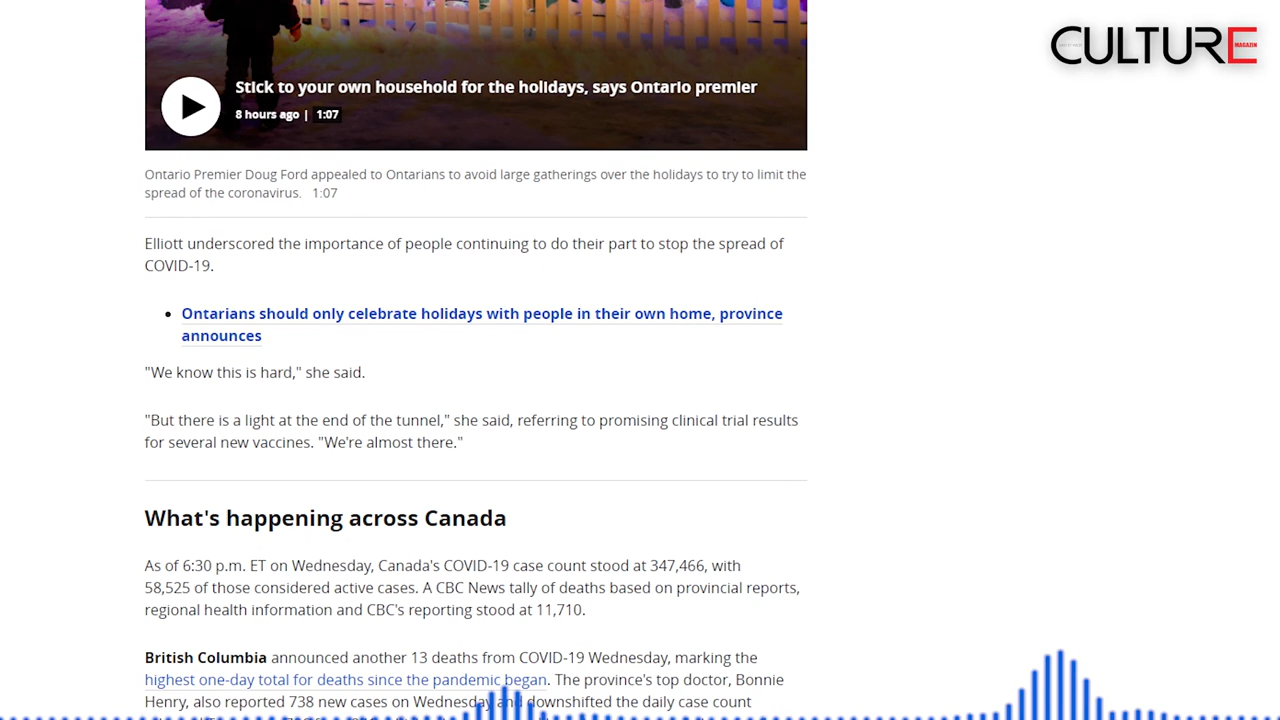 CULTURE
MAGAZIN
Stick to your own household for the holidays, says Ontario premier
8 hours ago | 1:07
Ontario Premier Doug Ford appealed to Ontarians to avoid large gatherings over the holidays to try to limit the
spread of the coronavirus. 1:07
Elliott underscored the importance of people continuing to do their part to stop the spread of
COVID-19.
• Ontarians should only celebrate holidays with people in their own home, province
announces
"We know this is hard," she said.
"But there is a light at the end of the tunnel," she said, referring to promising clinical trial results
for several new vaccines. "We're almost there."
What's happening across Canada
As of 6:30 p.m. ET on Wednesday, Canada's COVID-19 case count stood at 347,466, with
58,525 of those considered active cases. A CBC News tally of deaths based on provincial reports,
regional health information and CBC's reporting stood at 11,710.
British Columbia announced another 13 deaths from COVID-19 Wednesday, marking the
highest one-day total for deaths since the pandemic began. The province's top doctor, Bonnie
Henry, also reported 738 new cases on Wednesday and downshifted the daily case count